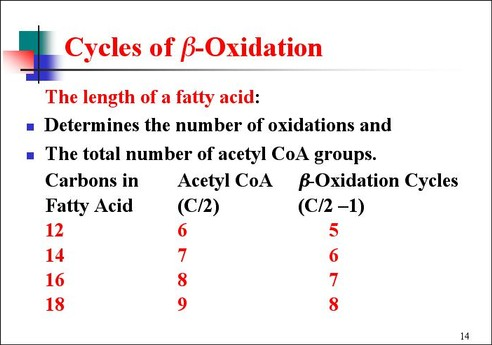 Cycles of β-Oxidation
The length of a fatty acid:
Determines the number of oxidations and
The total number of acetyl CoA groups.
Carbons in Acetyl CoA β-Oxidation Cycles
Fatty Acid (C/2) (C/2 –1)
12 6 5
14 7 6
16 8 7
18 9 8
14